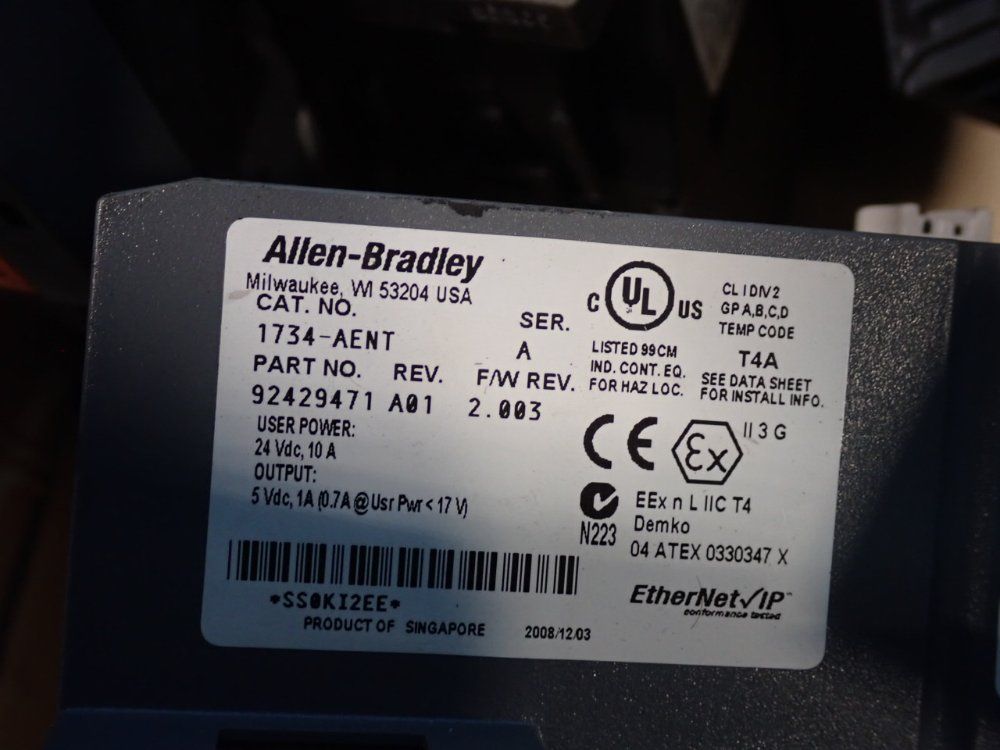 Allen-Bradley
Milwaukee, WI 53204 USA
CAT. NO. SER.
1734-AENT A
PART NO. REV. F/W REV.
92429471 A01 2.003
USER POWER:
24 Vdc, 10 A
OUTPUT:
5 Vdc, 1A (0.7A @ Usr Pwr < 17 V)
*SS0KI2EE*
PRODUCT OF SINGAPORE 2008/12/03
C UL US
LISTED 99CM
IND. CONT. EQ.
FOR HAZ LOC.
CL I DIV 2
GP A,B,C,D
TEMP CODE
T4A
SEE DATA SHEET
FOR INSTALL INFO.
CE Ex II 3 G
N223
EEx n L IIC T4
Demko
04 ATEX 0330347 X
EtherNet/IP™
conformance tested